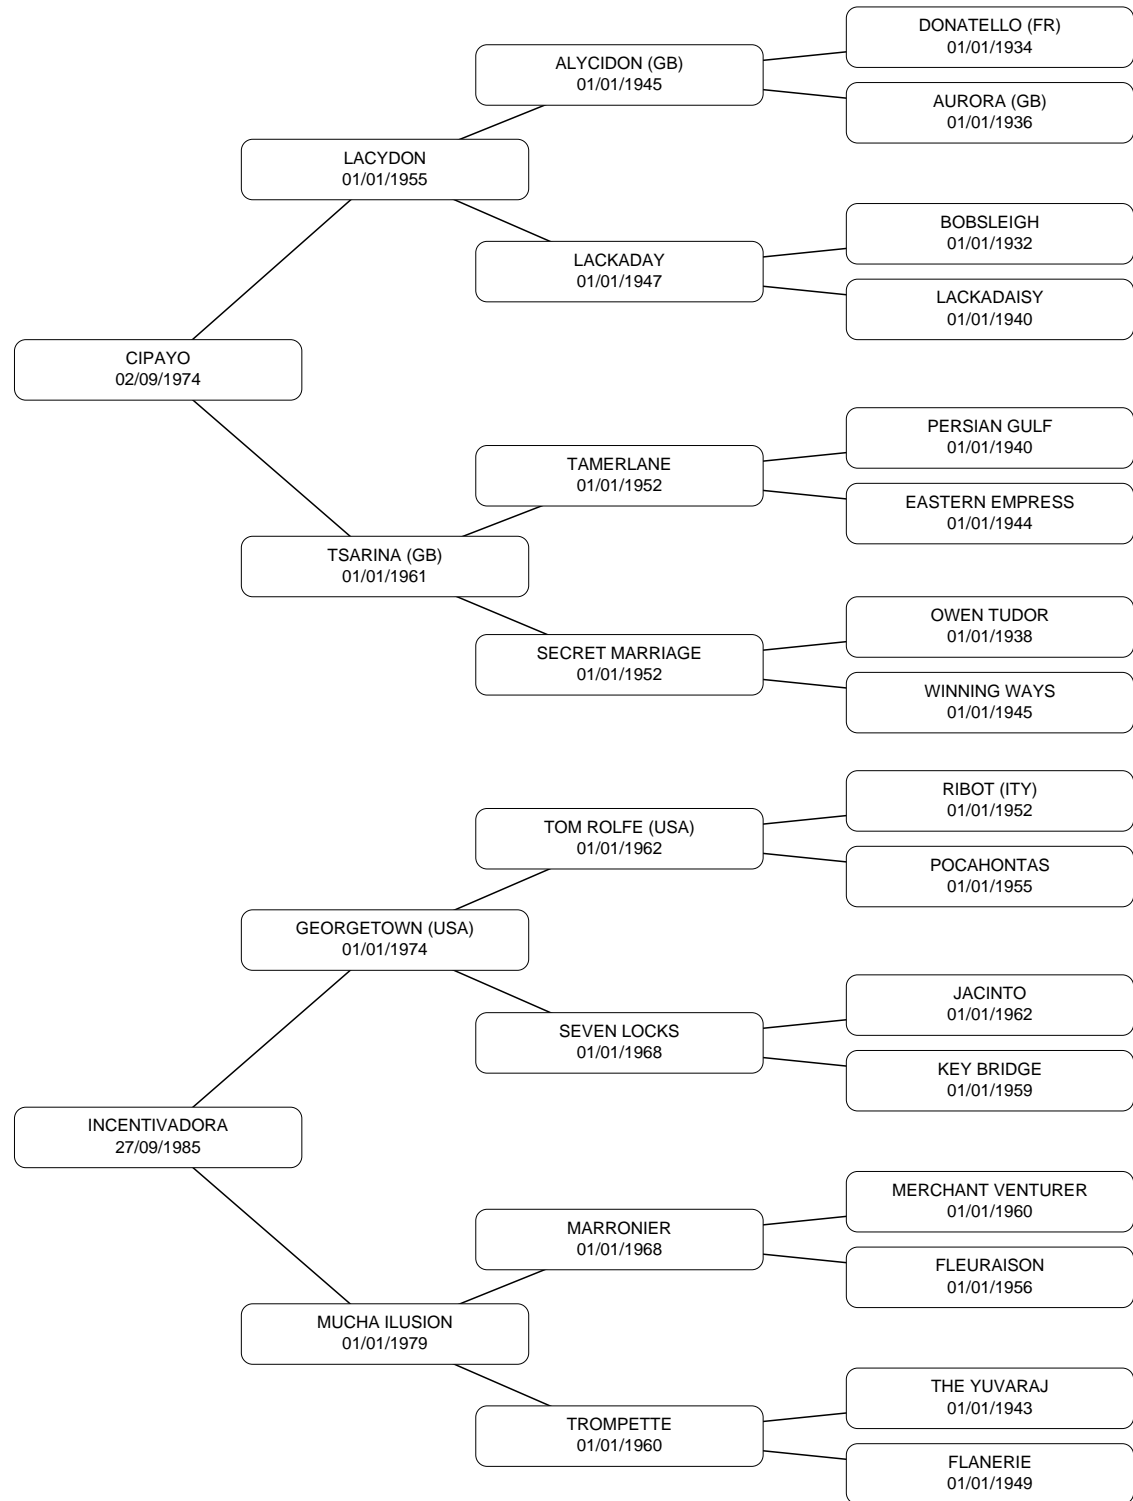 DONATELLO (FR)
01/01/1934
ALYCIDON (GB)
01/01/1945
AURORA (GB)
01/01/1936
LACYDON
01/01/1955
BOBSLEIGH
01/01/1932
LACKADAY
01/01/1947
LACKADAISY
01/01/1940
CIPAYO
02/09/1974
PERSIAN GULF
01/01/1940
TAMERLANE
01/01/1952
EASTERN EMPRESS
01/01/1944
TSARINA (GB)
01/01/1961
OWEN TUDOR
01/01/1938
SECRET MARRIAGE
01/01/1952
WINNING WAYS
01/01/1945
RIBOT (ITY)
01/01/1952
TOM ROLFE (USA)
01/01/1962
POCAHONTAS
01/01/1955
GEORGETOWN (USA)
01/01/1974
JACINTO
01/01/1962
SEVEN LOCKS
01/01/1968
KEY BRIDGE
01/01/1959
INCENTIVADORA
27/09/1985
MERCHANT VENTURER
01/01/1960
MARRONIER
01/01/1968
FLEURAISON
01/01/1956
MUCHA ILUSION
01/01/1979
THE YUVARAJ
01/01/1943
TROMPETTE
01/01/1960
FLANERIE
01/01/1949